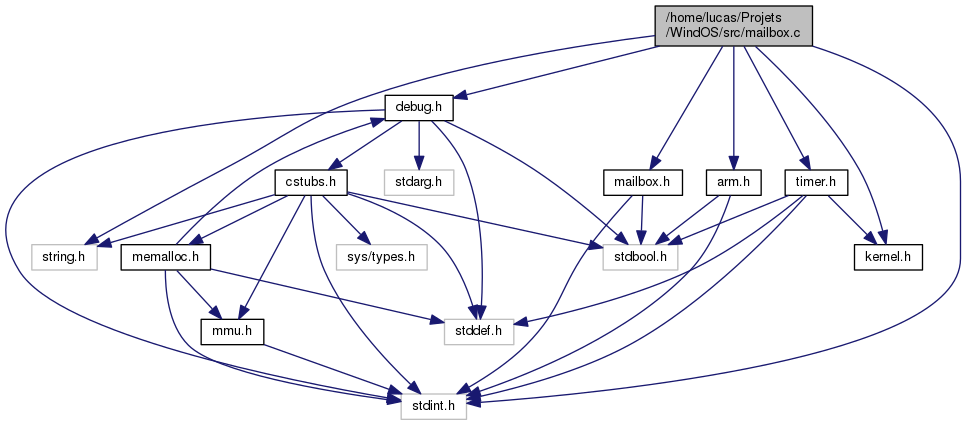 /home/lucas/Projets
/WindOS/src/mailbox.c
debug.h
cstubs.h
stdarg.h
mailbox.h
arm.h
timer.h
string.h
memalloc.h
sys/types.h
stdbool.h
kernel.h
mmu.h
stddef.h
stdint.h